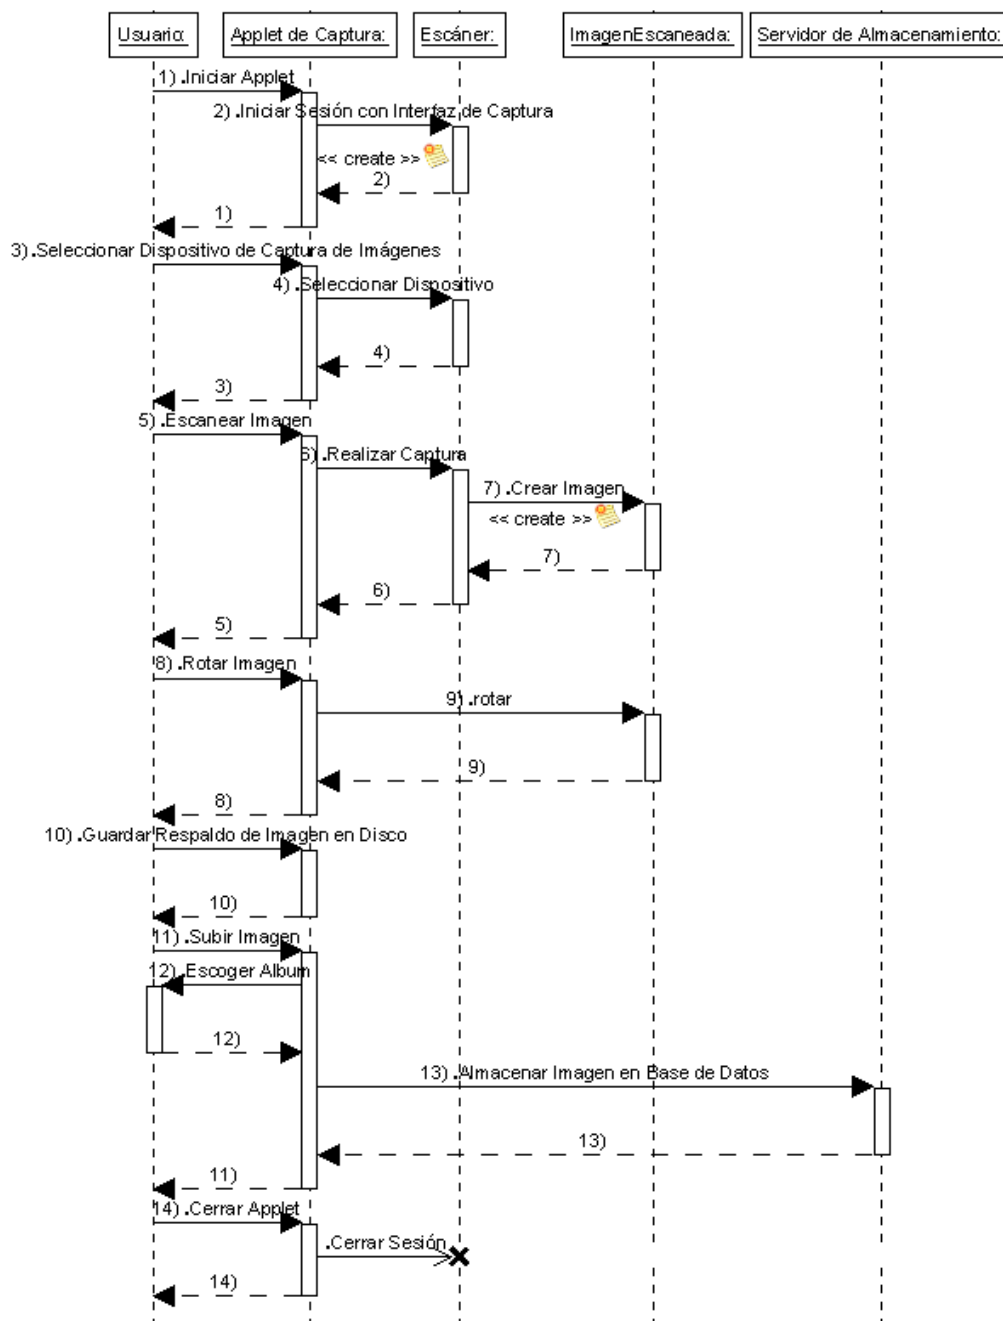 Usuario:
Applet de Captura:
Escáner:
ImagenEscaneada:
Servidor de Almacenamiento:
1) .Iniciar Applet
2) .Iniciar Sesión con Interfaz de Captura
<< create >>
2)
1)
3).Seleccionar Dispositivo de Captura de Imágenes
4) .Seleccionar Dispositivo
4)
3)
5) .Escanear Imagen
6).Realizar Captura
7) .Crear Imagen
<< create >>
7)
6)
5)
8) .Rotar Imagen
9) .rotar
9)
8)
10) .Guardar Respaldo de Imagen en Disco
10)
11) .Subir Imagen
12) .Escoger Album
12)
13) .Almacenar Imagen en Base de Datos
13)
11)
14) .Cerrar Applet
.Cerrar Sesión
14)